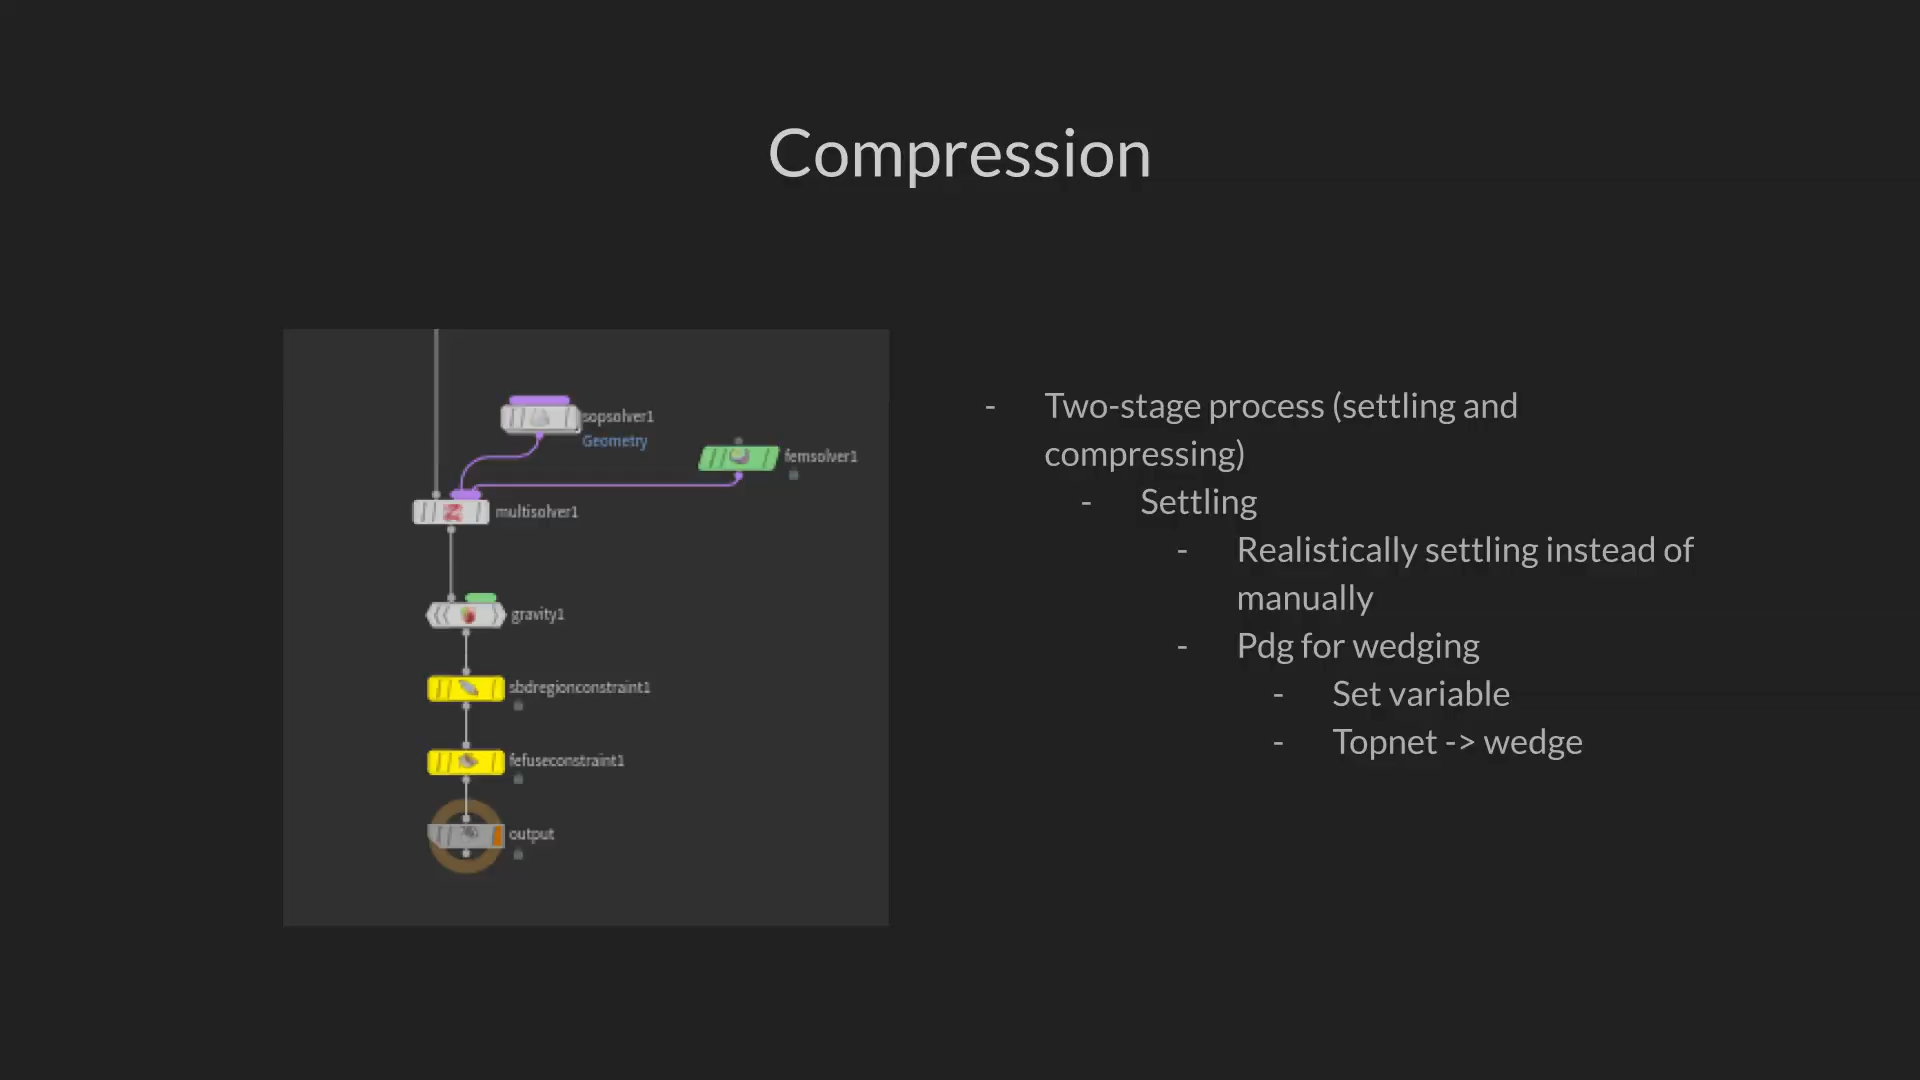 Compression
sopsolver1
Geometry
femsolver1
multisolver1
gravity1
sbdregionconstraint1
fefuseconstraint1
output
- Two-stage process (settling and
compressing)
- Settling
- Realistically settling instead of
manually
- Pdg for wedging
- Set variable
- Topnet -> wedge